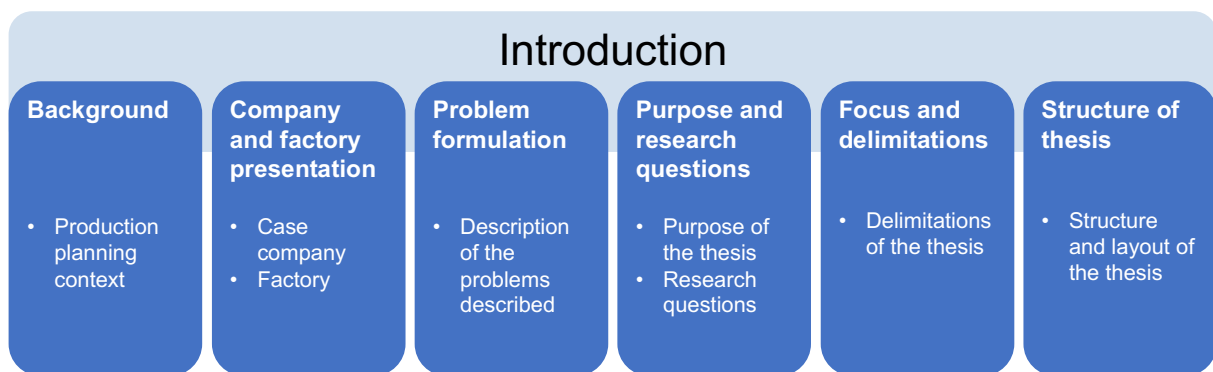 Introduction
Background
• Production
planning
context
Company
and factory
presentation
• Case
company
• Factory
Problem
formulation
• Description
of the
problems
described
Purpose and
research
questions
• Purpose of
the thesis
• Research
questions
Focus and
delimitations
• Delimitations
of the thesis
Structure of
thesis
• Structure
and layout of
the thesis